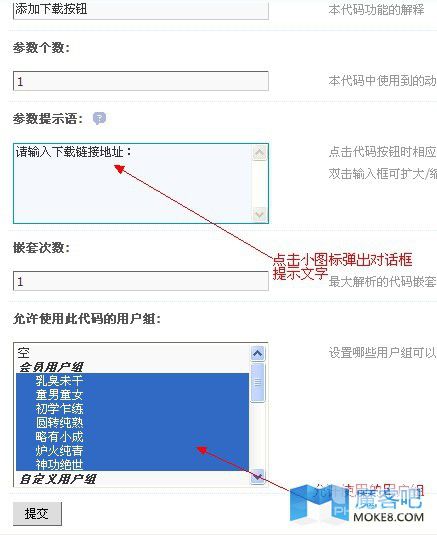 添加下载按钮
本代码功能的解释
参数个数:
1
本代码中使用到的动
参数提示语: ?
请输入下载链接地址：
点击代码按钮时相应
双击输入框可扩大/缩
点击小图标弹出对话框
提示文字
嵌套次数:
1
最大解析的代码嵌套
允许使用此代码的用户组:
空
会员用户组
乳臭未干
童男童女
初学乍练
圆转纯熟
略有小成
炉火纯青
神功绝世
自定义用户组
设置哪些用户组可以
允许使用的用户组
提交
魔客吧
MOKE8.COM